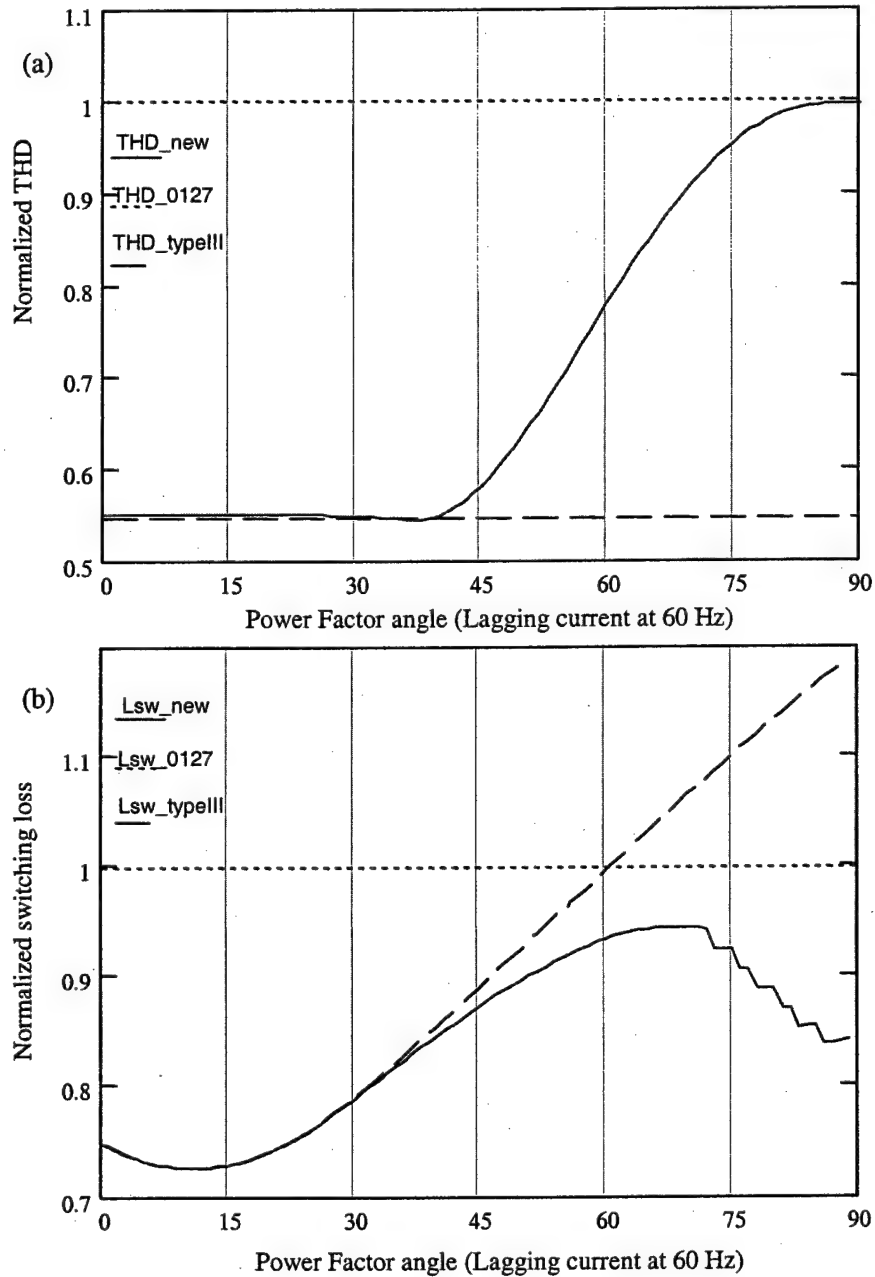 (a)
Normalized THD
1.1
1
0.9
0.8
0.7
0.6
0.5
THD_new
THD_0127
THD_typeIII
0 15 30 45 60 75 90
Power Factor angle (Lagging current at 60 Hz)
(b)
Normalized switching loss
1.1
1
0.9
0.8
0.7
Lsw_new
Lsw_0127
Lsw_typeIII
0 15 30 45 60 75 90
Power Factor angle (Lagging current at 60 Hz)